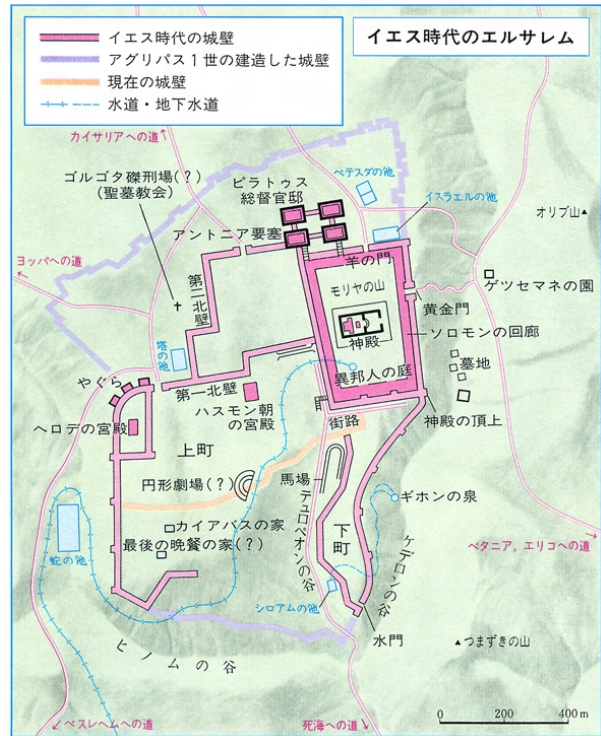 イエス時代の城壁
アグリパス1世の建造した城壁
現在の城壁
水道・地下水道
イエス時代のエルサレム
カイサリアへの道
ゴルゴタ磔刑場(?)
(聖墓教会)
ピラトゥス
総督官邸
ベテスダの池
イスラエルの池
オリブ山
アントニア要塞
羊の門
ヨッパへの道
第二北壁
モリヤの山
ゲツセマネの園
黄金門
神殿
ソロモンの回廊
塔の池
墓地
やぐら
第一北壁
異邦人の庭
ハスモン朝
の宮殿
神殿の頂上
ヘロデの宮殿
上町
街路
円形劇場(?)
馬場
ギホンの泉
カイアバスの家
最後の晩餐の家(?)
テュロペオンの谷
下町
ケデロンの谷
ベタニア,エリコへの道
蛇の池
シロアムの池
水門
ヒノムの谷
つまずきの山
ベスレヘムへの道
死海への道
0 200 400m